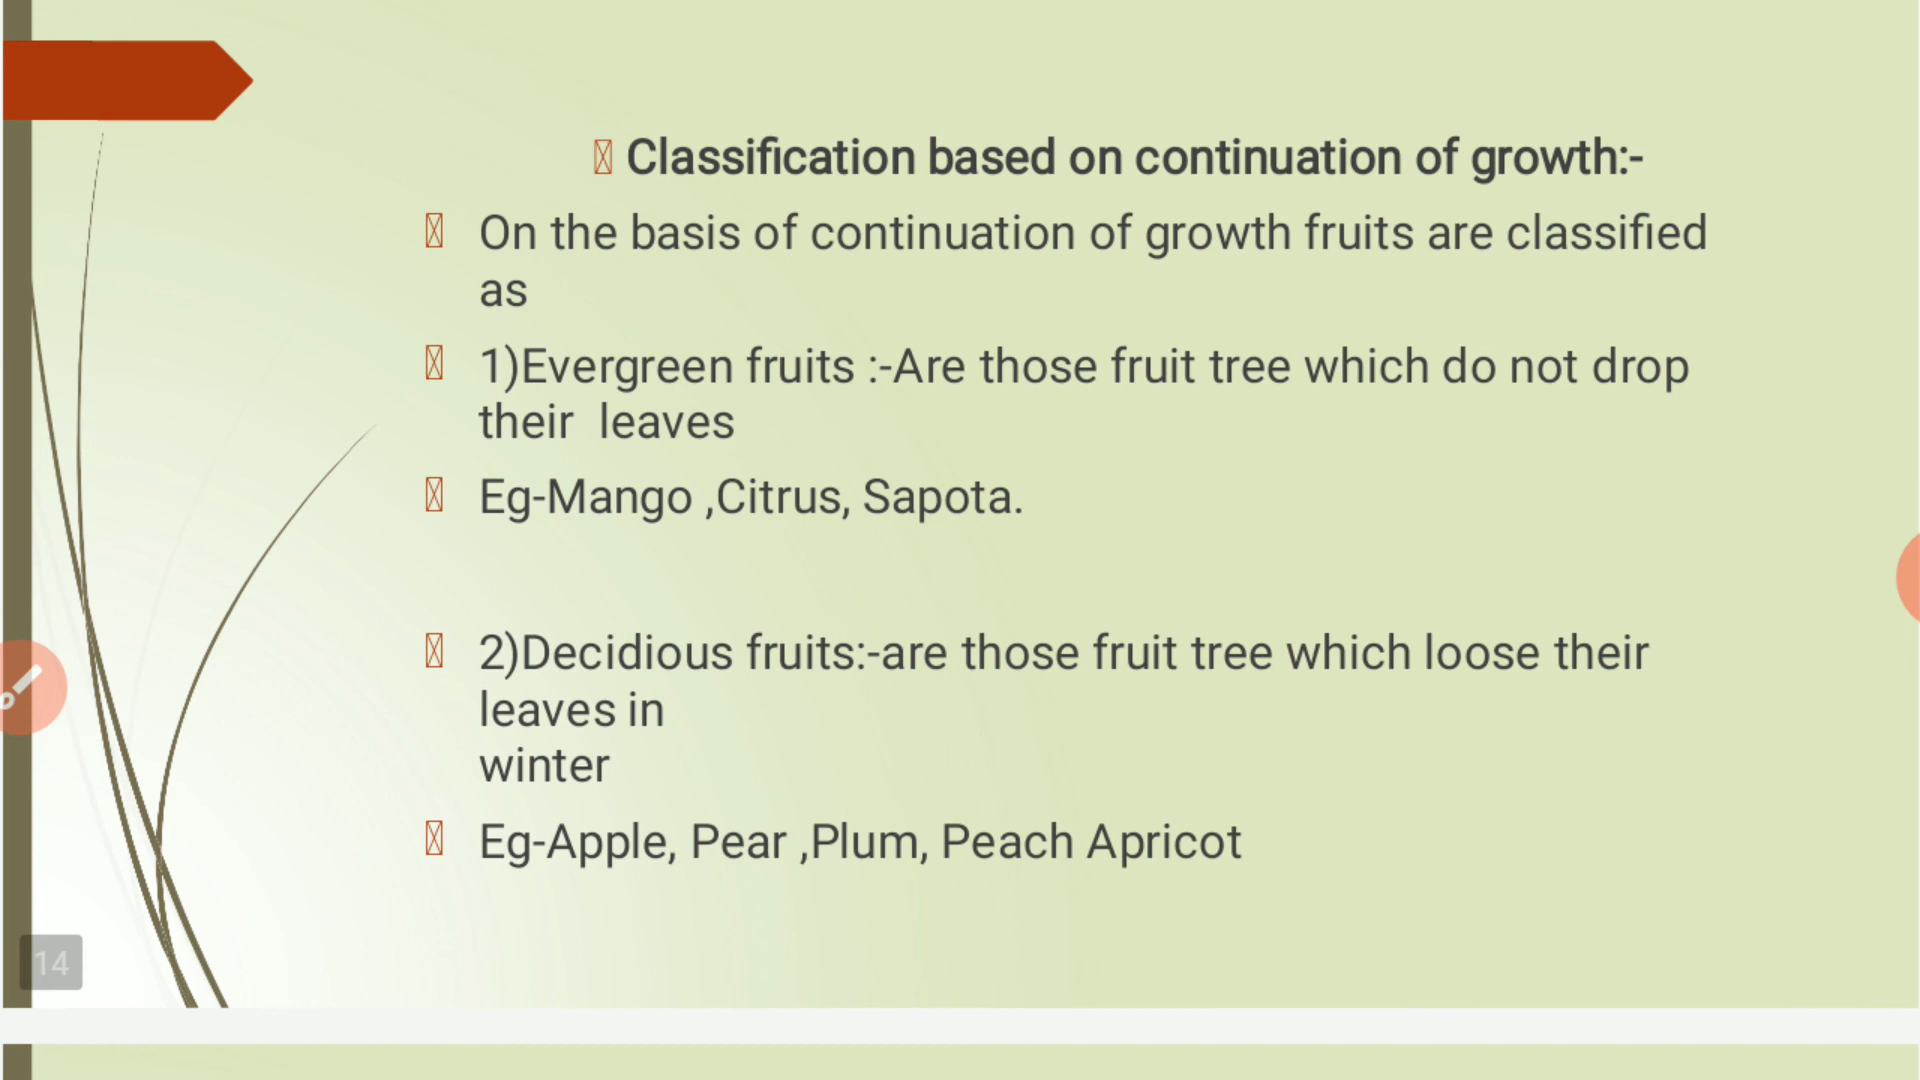 Classification based on continuation of growth:-
On the basis of continuation of growth fruits are classified
as
1)Evergreen fruits :-Are those fruit tree which do not drop
their  leaves
Eg-Mango ,Citrus, Sapota.
2)Decidious fruits:-are those fruit tree which loose their
leaves in
winter
Eg-Apple, Pear ,Plum, Peach Apricot
14